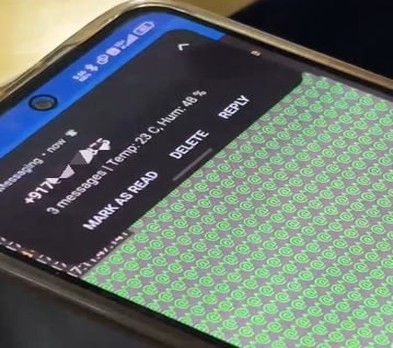 Messaging • now
+917
3 messages | Temp: 23 C, Hum: 48 %
MARK AS READ DELETE REPLY